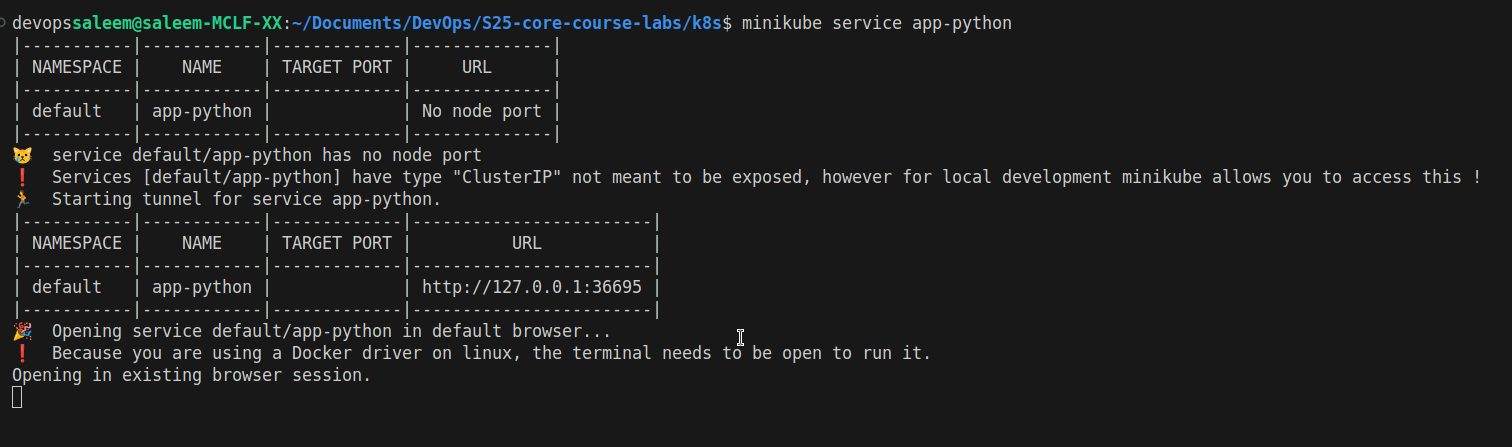 devopssaleem@saleem-MCLF-XX:~/Documents/DevOps/S25-core-course-labs/k8s$ minikube service app-python
|-----------|------------|-------------|--------------|
| NAMESPACE |    NAME    | TARGET PORT |     URL      |
|-----------|------------|-------------|--------------|
| default   | app-python |             | No node port |
|-----------|------------|-------------|--------------|
😿  service default/app-python has no node port
❗  Services [default/app-python] have type "ClusterIP" not meant to be exposed, however for local development minikube allows you to access this !
🏃  Starting tunnel for service app-python.
|-----------|------------|-------------|------------------------|
| NAMESPACE |    NAME    | TARGET PORT |          URL           |
|-----------|------------|-------------|------------------------|
| default   | app-python |             | http://127.0.0.1:36695 |
|-----------|------------|-------------|------------------------|
🎉  Opening service default/app-python in default browser...
❗  Because you are using a Docker driver on linux, the terminal needs to be open to run it.
Opening in existing browser session.